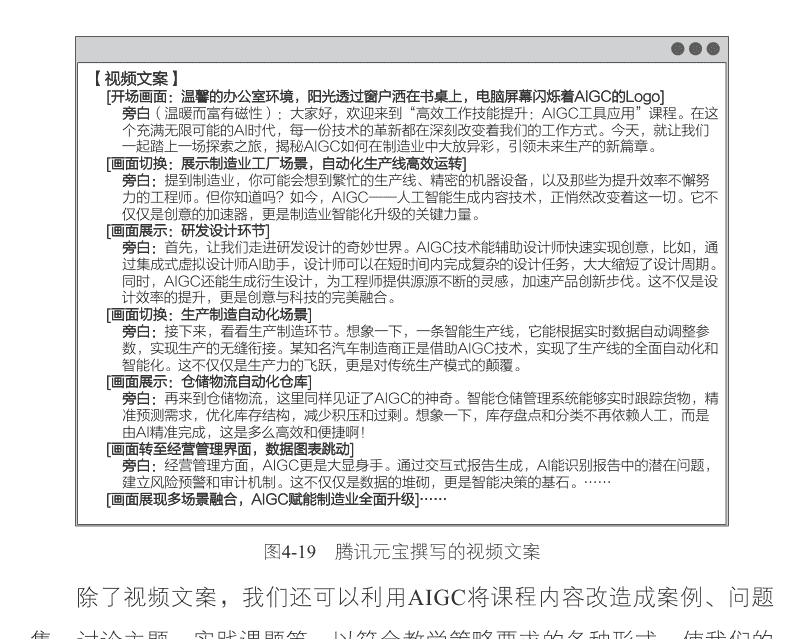 【视频文案】
[开场画面：温馨的办公室环境，阳光透过窗户洒在书桌上，电脑屏幕闪烁着AIGC的Logo]
旁白（温暖而富有磁性）：大家好，欢迎来到“高效工作技能提升：AIGC工具应用”课程。在这
个充满无限可能的AI时代，每一份技术的革新都在深刻改变着我们的工作方式。今天，就让我们
一起踏上一场探索之旅，揭秘AIGC如何在制造业中大放异彩，引领未来生产的新篇章。
[画面切换：展示制造业工厂场景，自动化生产线高效运转]
旁白：提到制造业，你可能会想到繁忙的生产线、精密的机器设备，以及那些为提升效率不懈努
力的工程师。但你知道吗？如今，AIGC——人工智能生成内容技术，正悄然改变着这一切。它不
仅仅是创意的加速器，更是制造业智能化升级的关键力量。
[画面展示：研发设计环节]
旁白：首先，让我们走进研发设计的奇妙世界。AIGC技术能辅助设计师快速实现创意，比如，通
过集成式虚拟设计师AI助手，设计师可以在短时间内完成复杂的设计任务，大大缩短了设计周期。
同时，AIGC还能生成衍生设计，为工程师提供源源不断的灵感，加速产品创新步伐。这不仅是设
计效率的提升，更是创意与科技的完美融合。
[画面切换：生产制造自动化场景]
旁白：接下来，看看生产制造环节。想象一下，一条智能生产线，它能根据实时数据自动调整参
数，实现生产的无缝衔接。某知名汽车制造商正是借助AIGC技术，实现了生产线的全面自动化和
智能化。这不仅仅是生产力的飞跃，更是对传统生产模式的颠覆。
[画面展示：仓储物流自动化仓库]
旁白：再来到仓储物流，这里同样见证了AIGC的神奇。智能仓储管理系统能够实时跟踪货物，精
准预测需求，优化库存结构，减少积压和过剩。想象一下，库存盘点和分类不再依赖人工，而是
由AI精准完成，这是多么高效和便捷啊！
[画面转至经营管理界面，数据图表跳动]
旁白：经营管理方面，AIGC更是大显身手。通过交互式报告生成，AI能识别报告中的潜在问题，
建立风险预警和审计机制。这不仅仅是数据的堆砌，更是智能决策的基石。……
[画面展现多场景融合，AIGC赋能制造业全面升级]……
图4-19 腾讯元宝撰写的视频文案
除了视频文案，我们还可以利用AIGC将课程内容改造成案例、问题
集、讨论主题、实践课题等，以符合教学策略要求的各种形式，使我们的